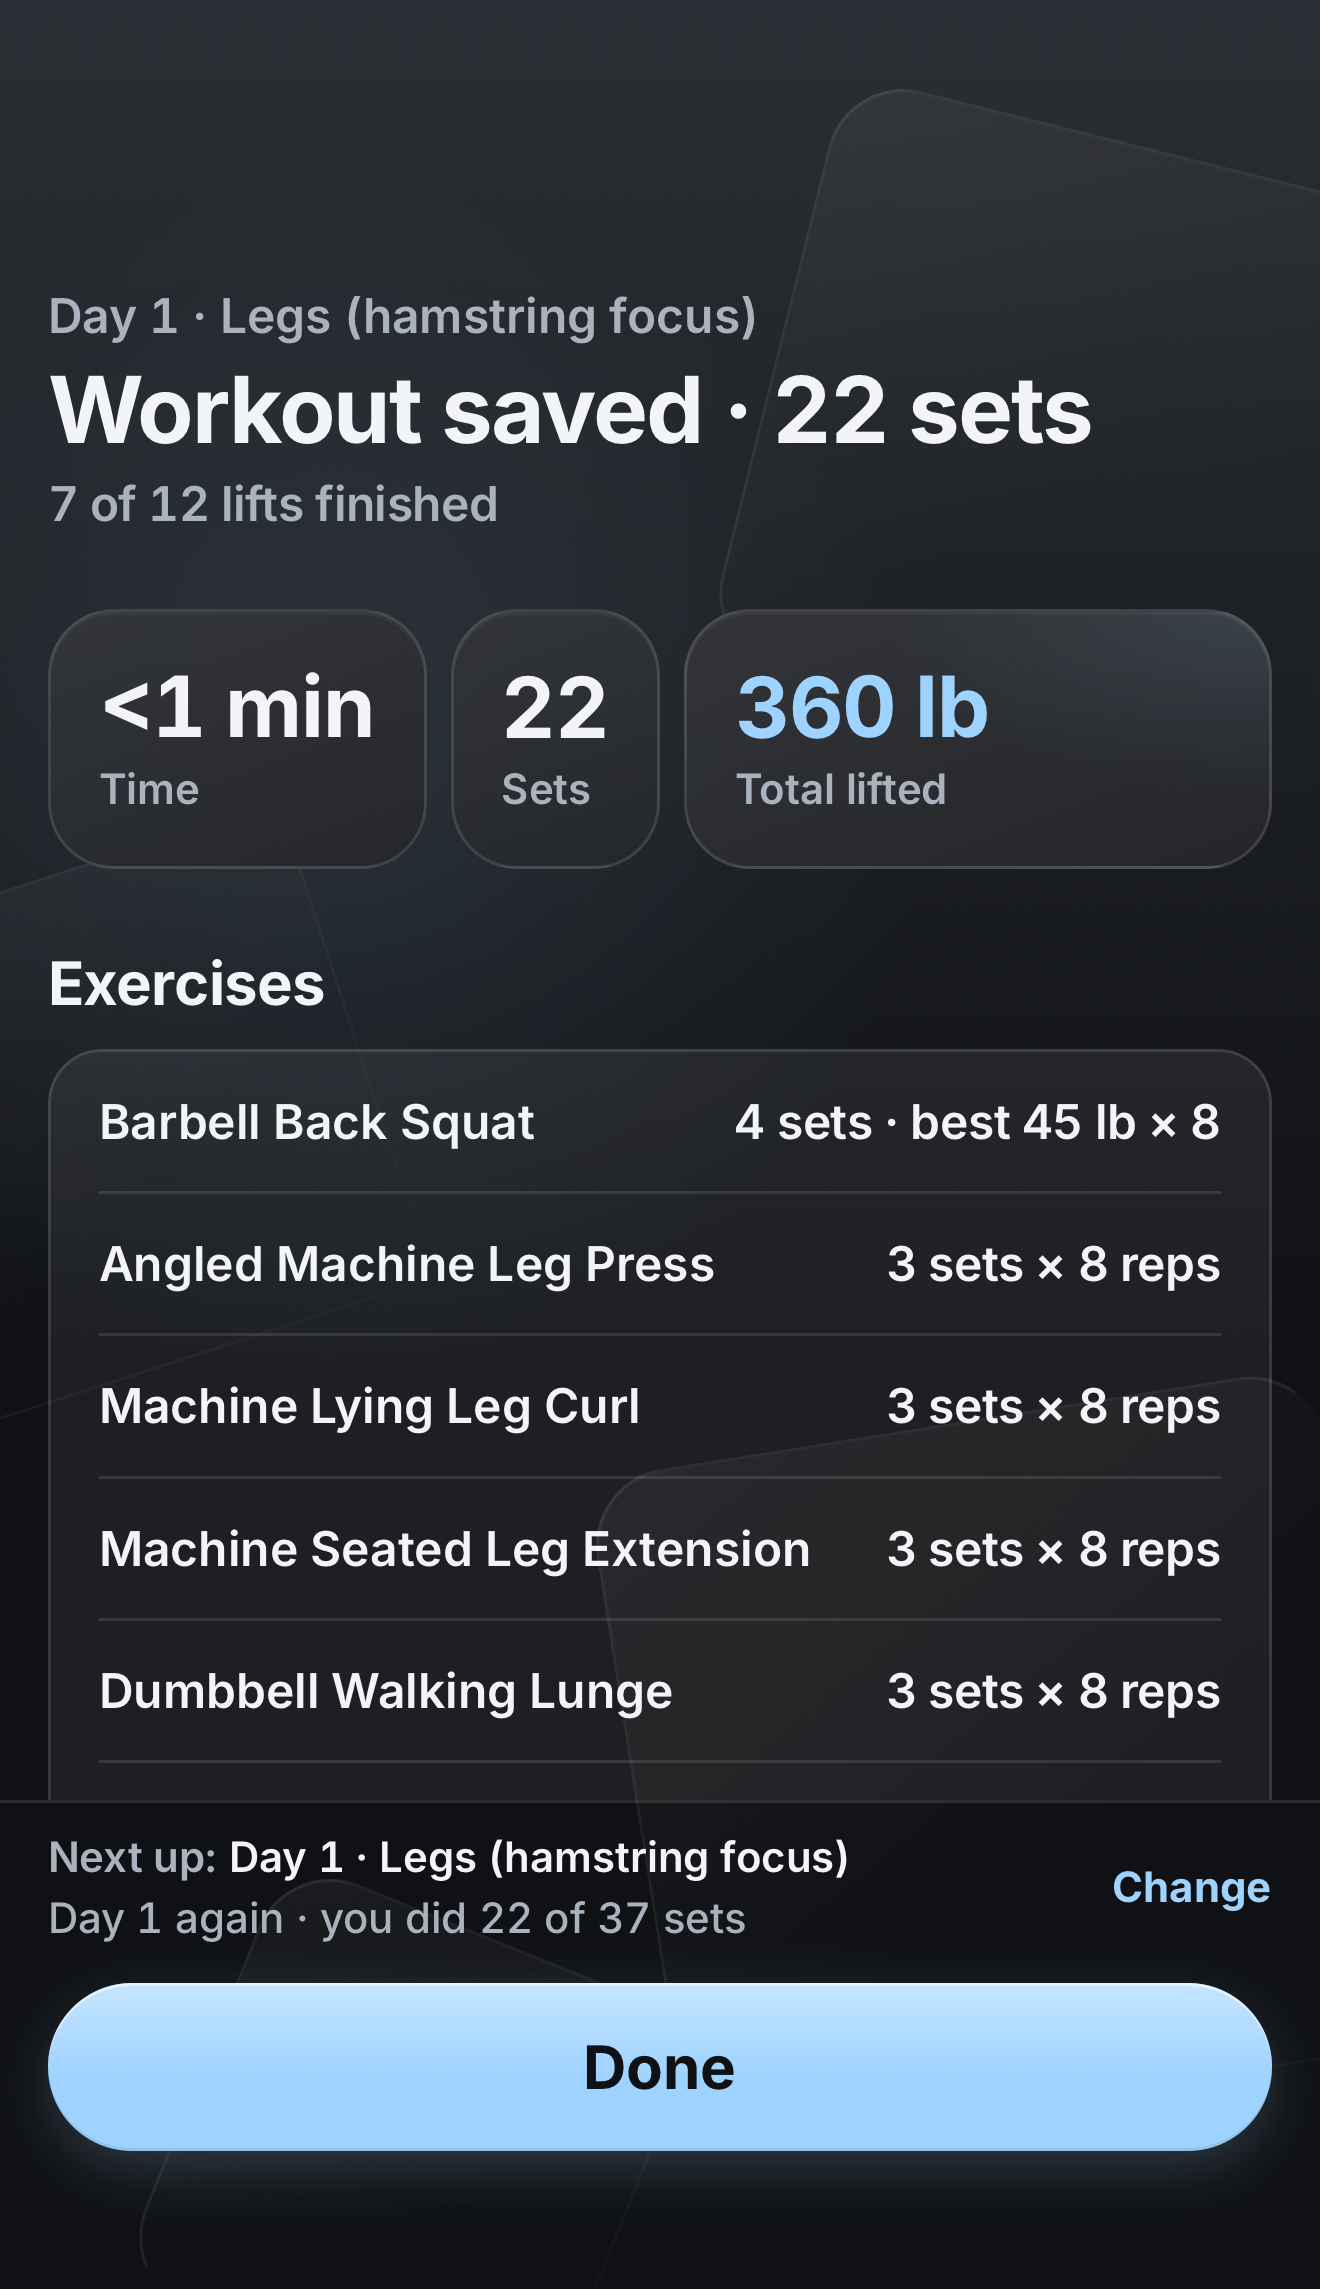 Day 1 · Legs (hamstring focus)
Workout saved · 22 sets
7 of 12 lifts finished
<1 min
Time
22
Sets
360 lb
Total lifted
Exercises
Barbell Back Squat 4 sets · best 45 lb × 8
Angled Machine Leg Press 3 sets × 8 reps
Machine Lying Leg Curl 3 sets × 8 reps
Machine Seated Leg Extension 3 sets × 8 reps
Dumbbell Walking Lunge 3 sets × 8 reps
Next up: Day 1 · Legs (hamstring focus)
Day 1 again · you did 22 of 37 sets
Change
Done